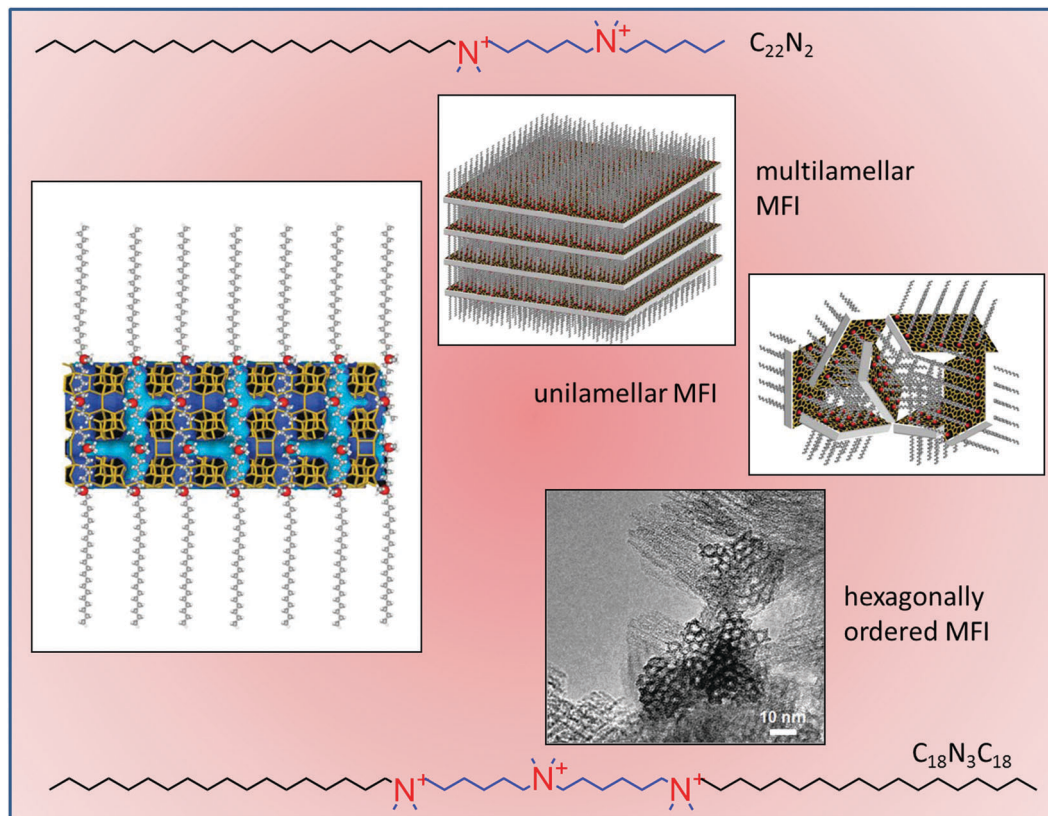 N⁺
N⁺
C₂₂N₂
multilamellar
MFI
unilamellar MFI
10 nm
hexagonally
ordered MFI
C₁₈N₃C₁₈
N⁺
N⁺
N⁺